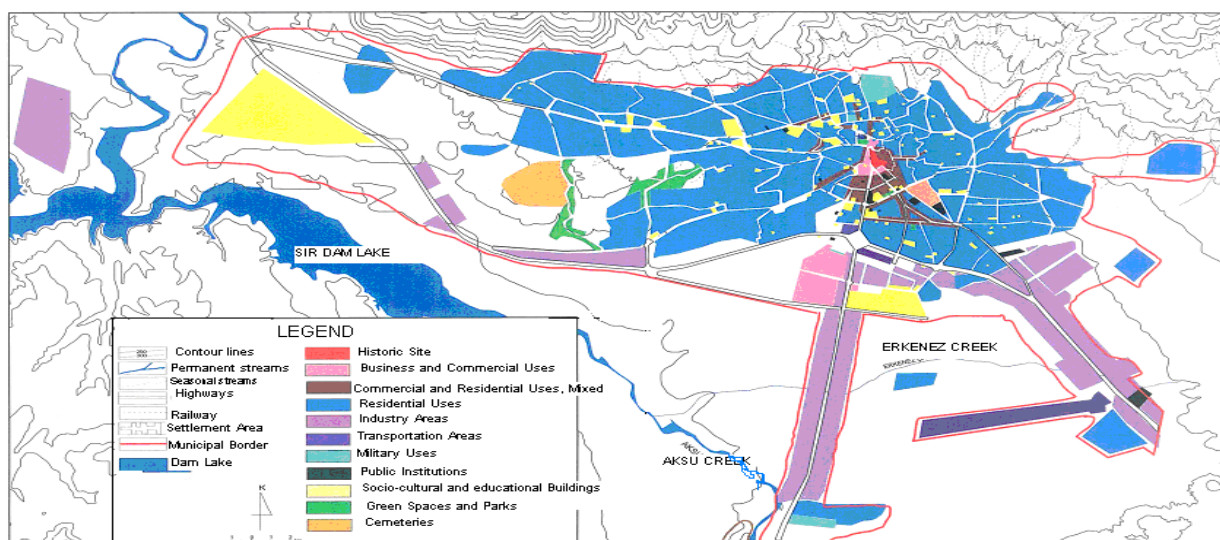 SIR DAM LAKE
ERKENEZ CREEK
AKSU CREEK
LEGEND
Contour lines
Permanent streams
Seasonal streams
Highways
Railway
Settlement Area
Municipal Border
Dam Lake
K
Historic Site
Business and Commercial Uses
Commercial and Residential Uses, Mixed
Residential Uses
Industry Areas
Transportation Areas
Military Uses
Public Institutions
Socio-cultural and educational Buildings
Green Spaces and Parks
Cemeteries